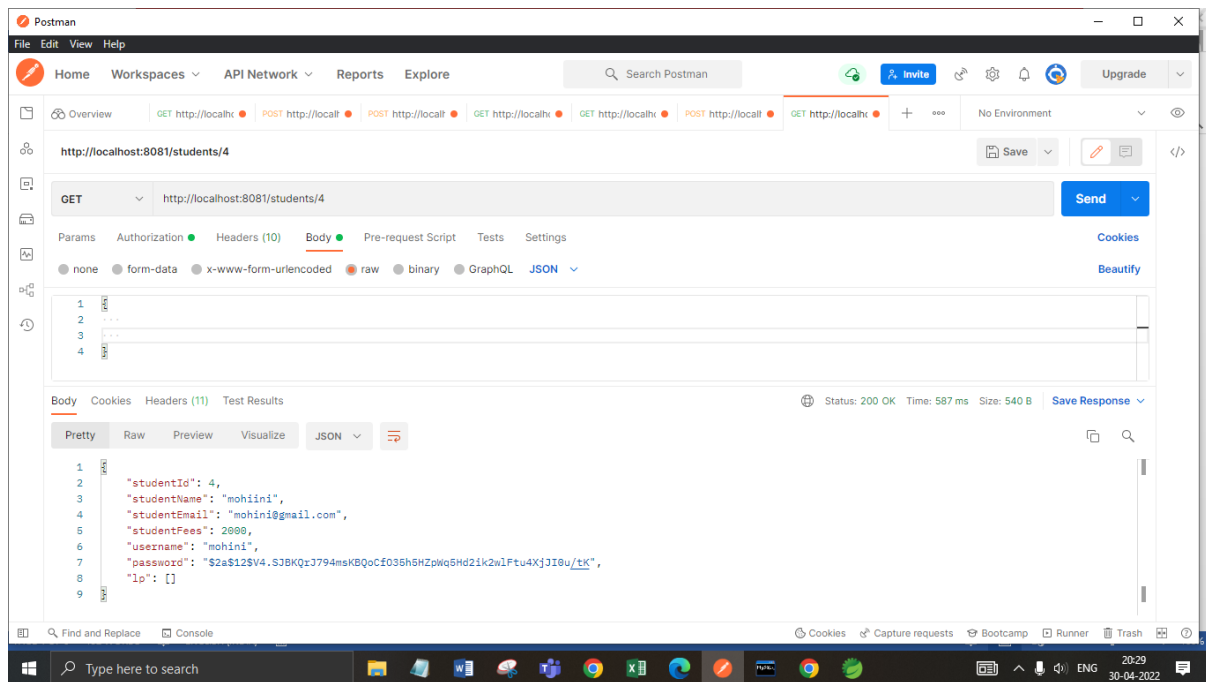 Postman
File Edit View Help
Home Workspaces API Network Reports Explore Search Postman Invite Upgrade
Overview GET http://localho POST http://localh POST http://localh GET http://localho GET http://localho POST http://localh GET http://localho No Environment
http://localhost:8081/students/4 Save
GET http://localhost:8081/students/4 Send
Params Authorization Headers (10) Body Pre-request Script Tests Settings Cookies
none form-data x-www-form-urlencoded raw binary GraphQL JSON Beautify
1 {
2
3
4 }
Body Cookies Headers (11) Test Results Status: 200 OK Time: 587 ms Size: 540 B Save Response
Pretty Raw Preview Visualize JSON
1 {
2 "studentId": 4,
3 "studentName": "mohiini",
4 "studentEmail": "mohini@gmail.com",
5 "studentFees": 2000,
6 "username": "mohini",
7 "password": "$2a$12$V4.SJBKQrJ794msKBQoCfO35h5HZpWq5Hd2ik2wlFtu4XjJI0u/tK",
8 "lp": []
9 }
Find and Replace Console Cookies Capture requests Bootcamp Runner Trash
Type here to search ENG 20:29
30-04-2022